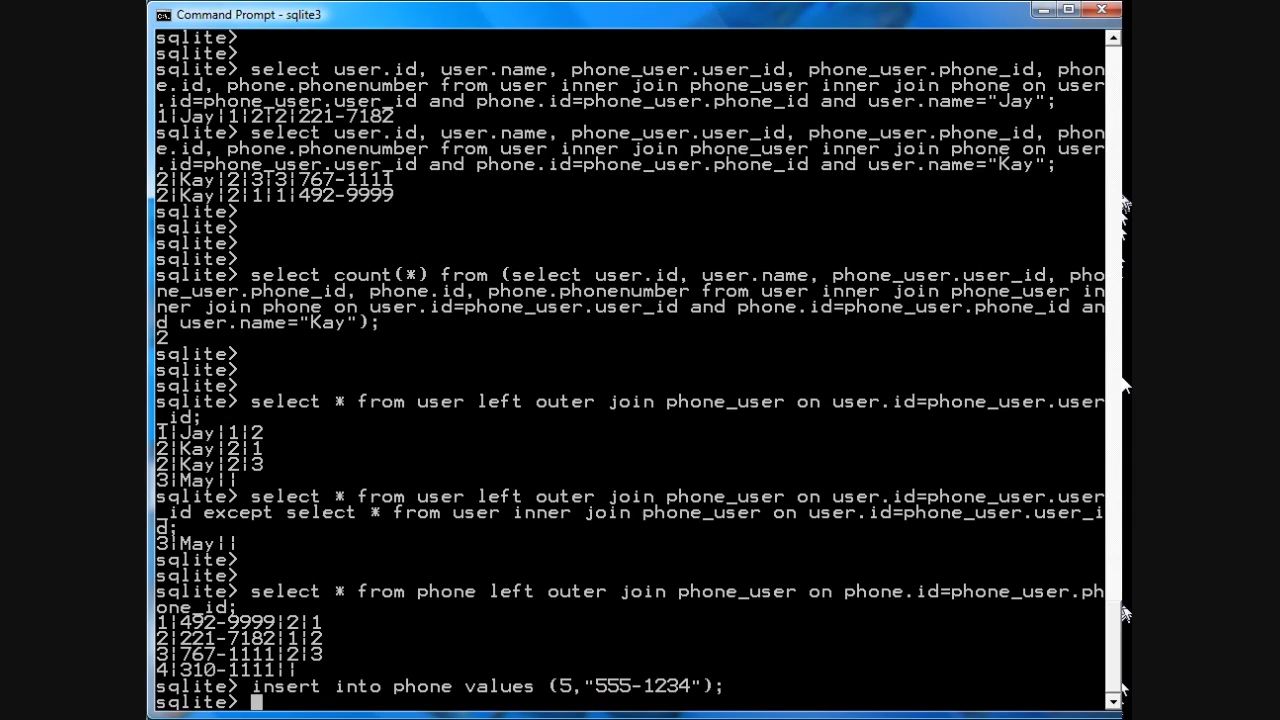 Command Prompt - sqlite3
sqlite>
sqlite>
sqlite> select user.id, user.name, phone_user.user_id, phone_user.phone_id, phon
e.id, phone.phonenumber from user inner join phone_user inner join phone on user
.id=phone_user.user_id and phone.id=phone_user.phone_id and user.name="Jay";
1|Jay|1|2|2|221-7182
sqlite> select user.id, user.name, phone_user.user_id, phone_user.phone_id, phon
e.id, phone.phonenumber from user inner join phone_user inner join phone on user
.id=phone_user.user_id and phone.id=phone_user.phone_id and user.name="Kay";
2|Kay|2|3|3|767-1111
2|Kay|2|1|1|492-9999
sqlite>
sqlite>
sqlite>
sqlite>
sqlite> select count(*) from (select user.id, user.name, phone_user.user_id, pho
ne_user.phone_id, phone.id, phone.phonenumber from user inner join phone_user in
ner join phone on user.id=phone_user.user_id and phone.id=phone_user.phone_id an
d user.name="Kay");
2
sqlite>
sqlite>
sqlite>
sqlite> select * from user left outer join phone_user on user.id=phone_user.user
_id;
1|Jay|1|2
2|Kay|2|1
2|Kay|2|3
3|May||
sqlite> select * from user left outer join phone_user on user.id=phone_user.user
_id except select * from user inner join phone_user on user.id=phone_user.user_i
d;
3|May||
sqlite>
sqlite>
sqlite> select * from phone left outer join phone_user on phone.id=phone_user.ph
one_id;
1|492-9999|2|1
2|221-7182|1|2
3|767-1111|2|3
4|310-1111||
sqlite> insert into phone values (5,"555-1234");
sqlite>